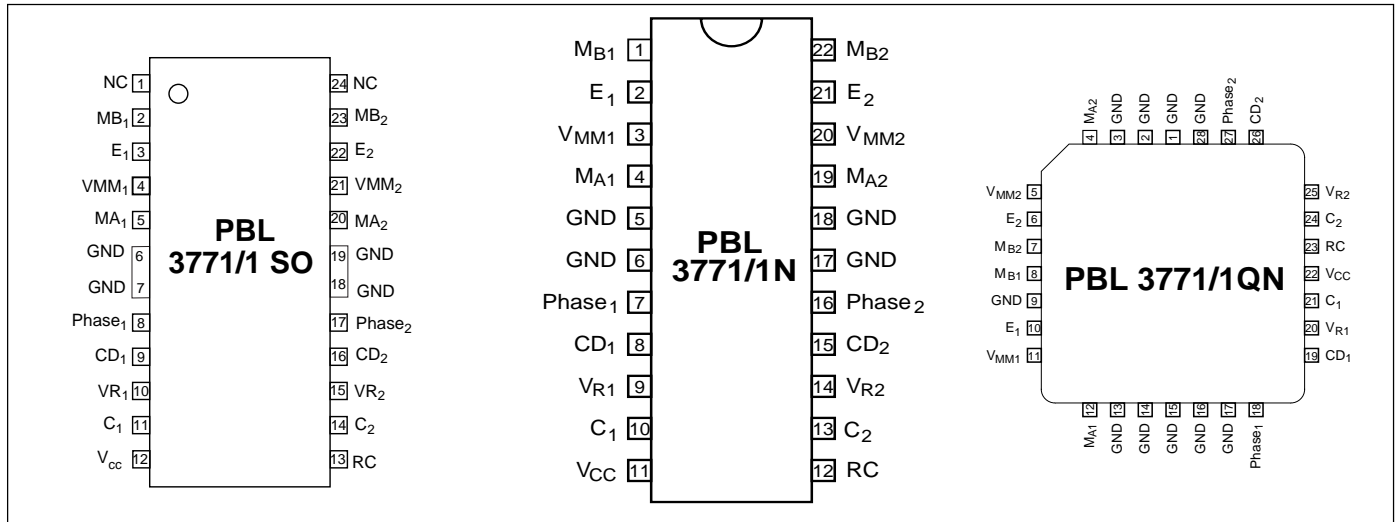 NC 1 24 NC
MB1 2 23 MB2
E1 3 22 E2
VMM1 4 21 VMM2
MA1 5 20 MA2
GND 6 19 GND
GND 7 18 GND
Phase1 8 17 Phase2
CD1 9 16 CD2
VR1 10 15 VR2
C1 11 14 C2
Vcc 12 13 RC
PBL
3771/1 SO
MB1 1 22 MB2
E1 2 21 E2
VMM1 3 20 VMM2
MA1 4 19 MA2
GND 5 18 GND
GND 6 17 GND
Phase1 7 16 Phase2
CD1 8 15 CD2
VR1 9 14 VR2
C1 10 13 C2
VCC 11 12 RC
PBL
3771/1N
MA2 GND GND GND GND Phase2 CD2
4 3 2 1 28 27 26
VMM2 5 25 VR2
E2 6 24 C2
MB2 7 23 RC
MB1 8 22 VCC
GND 9 21 C1
E1 10 20 VR1
VMM1 11 19 CD1
PBL 3771/1QN
12 13 14 15 16 17 18
MA1 GND GND GND GND GND Phase1